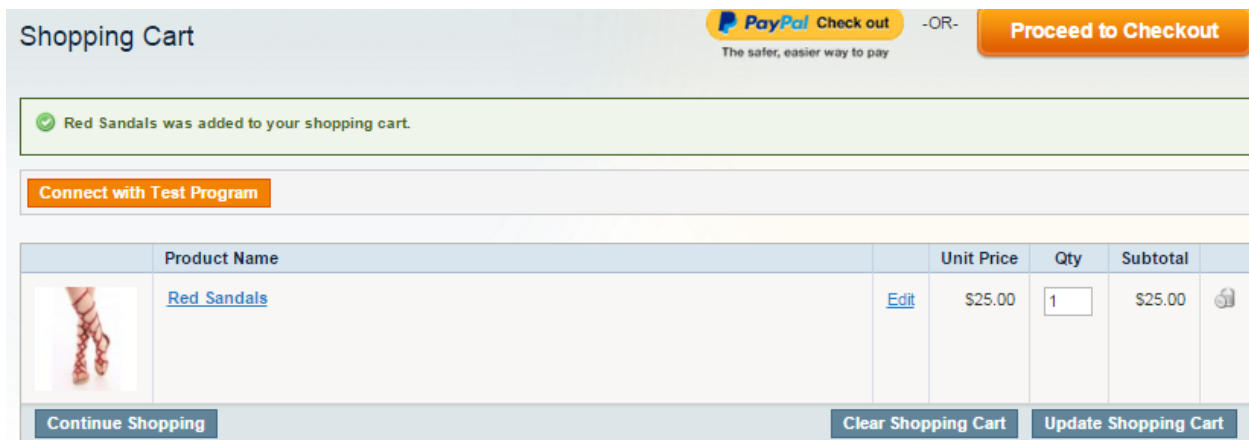 Shopping Cart
PayPal Check out
The safer, easier way to pay
-OR-
Proceed to Checkout
Red Sandals was added to your shopping cart.
Connect with Test Program
Product Name Unit Price Qty Subtotal
Red Sandals Edit $25.00 1 $25.00
Continue Shopping Clear Shopping Cart Update Shopping Cart